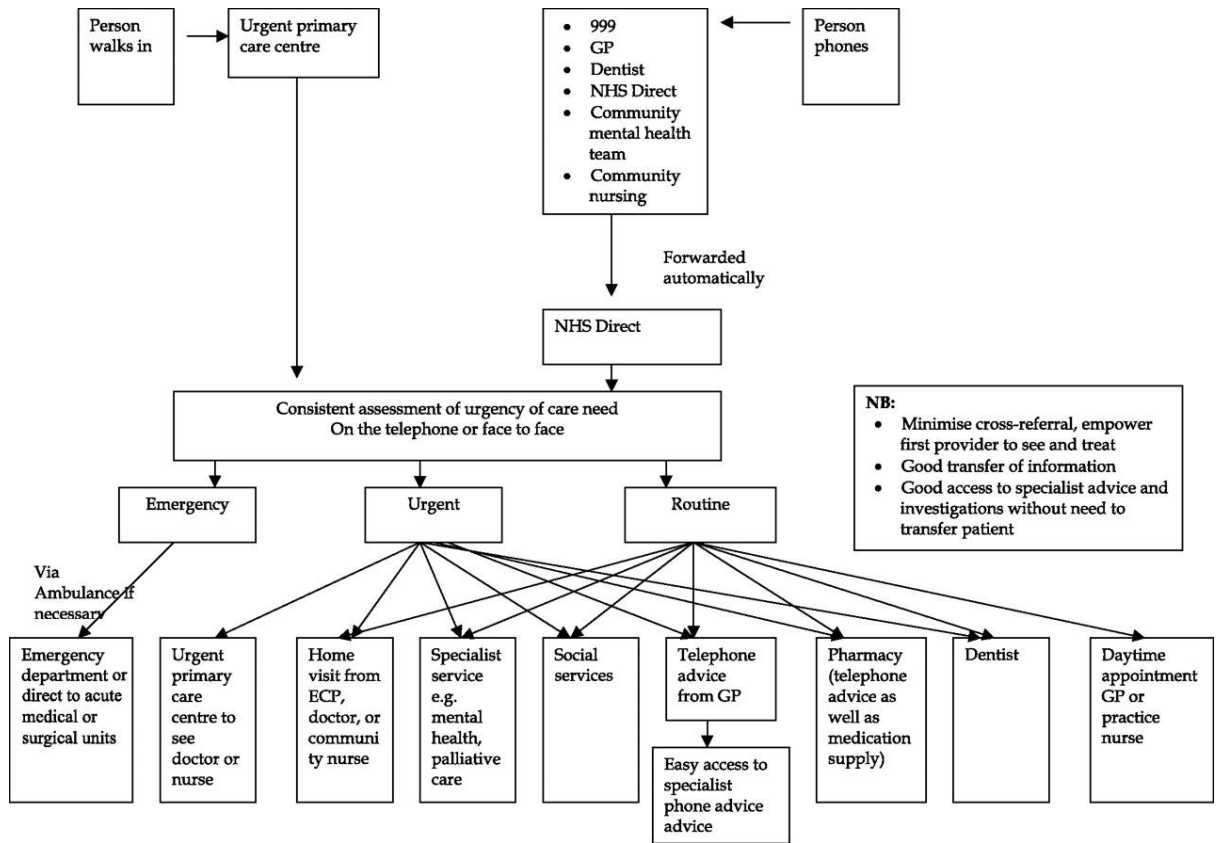 Person
walks in
Urgent primary
care centre
• 999
• GP
• Dentist
• NHS Direct
• Community
mental health
team
• Community
nursing
Person
phones
Forwarded
automatically
NHS Direct
Consistent assessment of urgency of care need
On the telephone or face to face
NB:
• Minimise cross-referral, empower
first provider to see and treat
• Good transfer of information
• Good access to specialist advice and
investigations without need to
transfer patient
Emergency
Urgent
Routine
Via
Ambulance if
necessary
Emergency
department or
direct to acute
medical or
surgical units
Urgent
primary
care
centre to
see
doctor or
nurse
Home
visit from
ECP,
doctor, or
communi
ty nurse
Specialist
service
e.g.
mental
health,
palliative
care
Social
services
Telephone
advice
from GP
Easy access to
specialist
phone advice
advice
Pharmacy
(telephone
advice as
well as
medication
supply)
Dentist
Daytime
appointment
GP or
practice
nurse